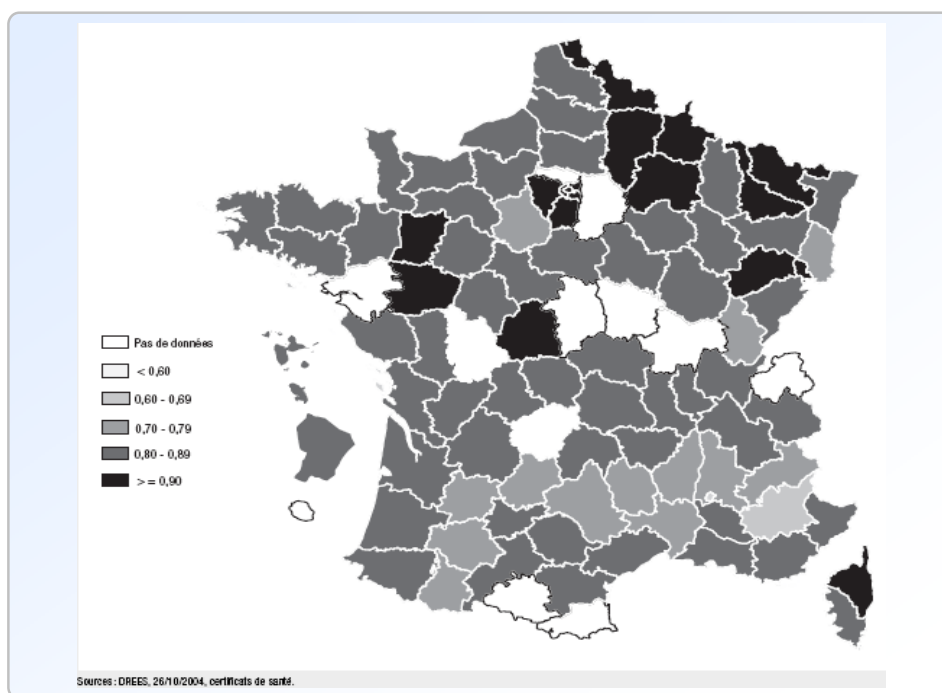 Pas de données
< 0,60
0,60 - 0,69
0,70 - 0,79
0,80 - 0,89
> = 0,90
Sources : DREES, 26/10/2004, certificats de santé.